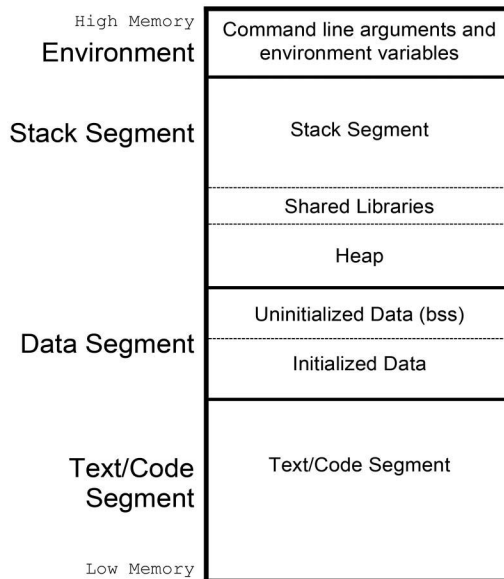 High Memory
Environment
Command line arguments and
environment variables
Stack Segment
Stack Segment
Shared Libraries
Heap
Uninitialized Data (bss)
Data Segment
Initialized Data
Text/Code
Segment
Text/Code Segment
Low Memory